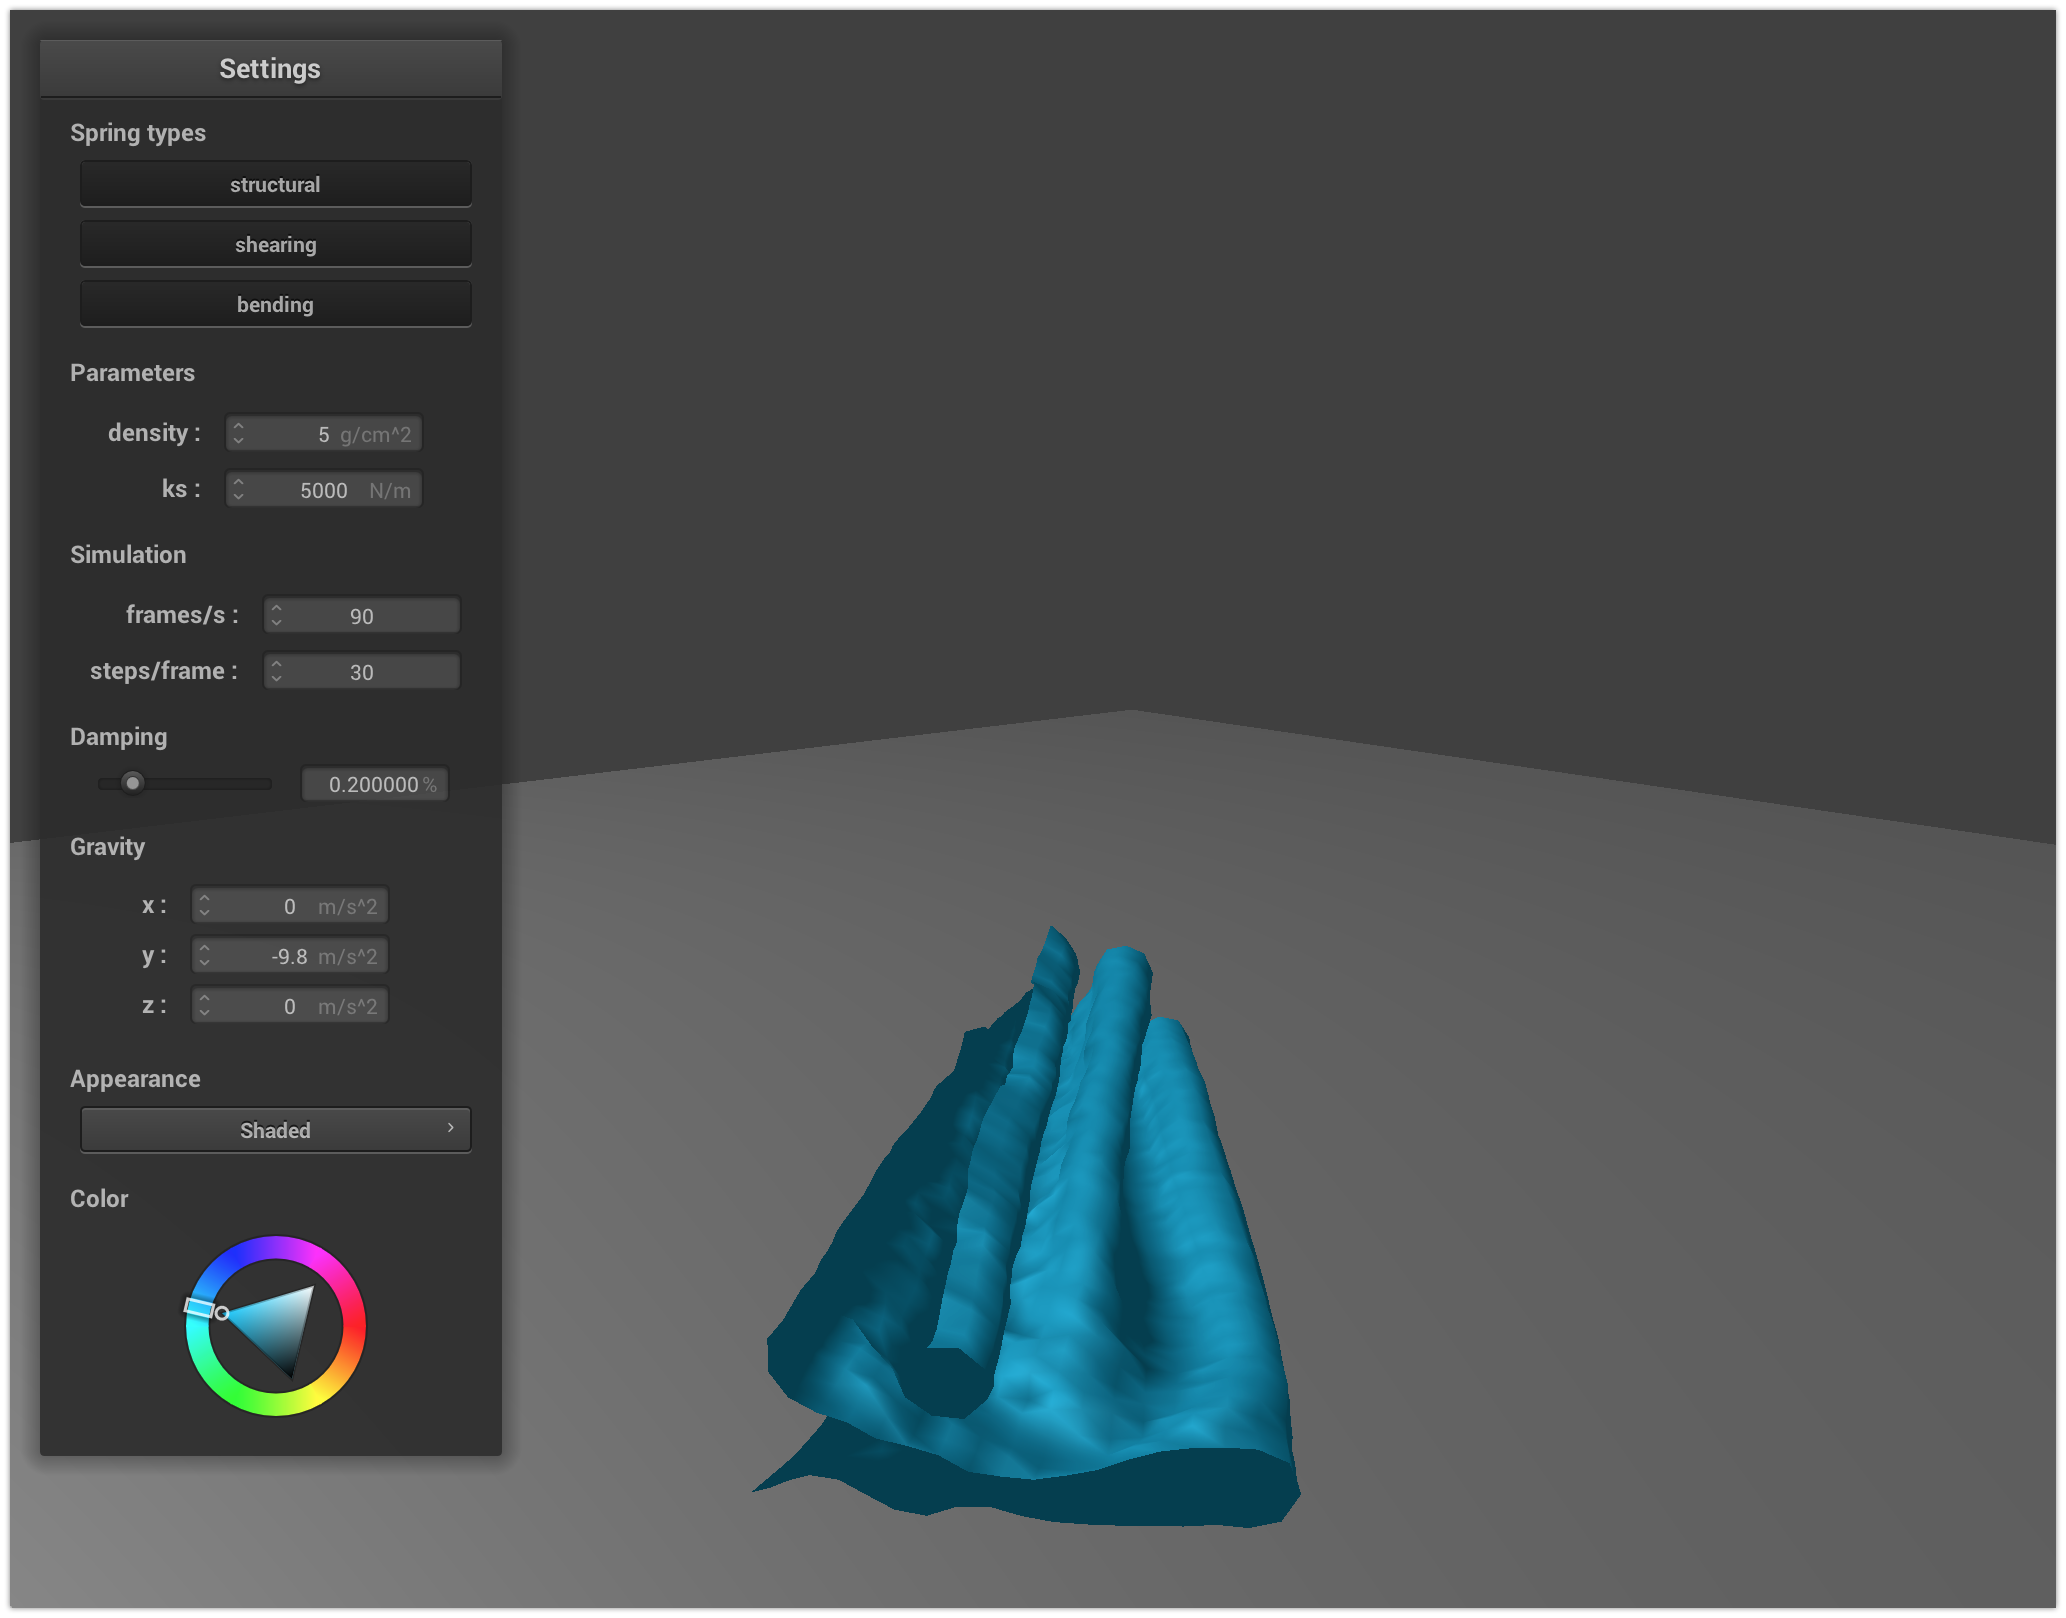 Settings
Spring types
structural
shearing
bending
Parameters
density : 5 g/cm^2
ks : 5000 N/m
Simulation
frames/s : 90
steps/frame : 30
Damping
0.200000 %
Gravity
x : 0 m/s^2
y : -9.8 m/s^2
z : 0 m/s^2
Appearance
Shaded
Color